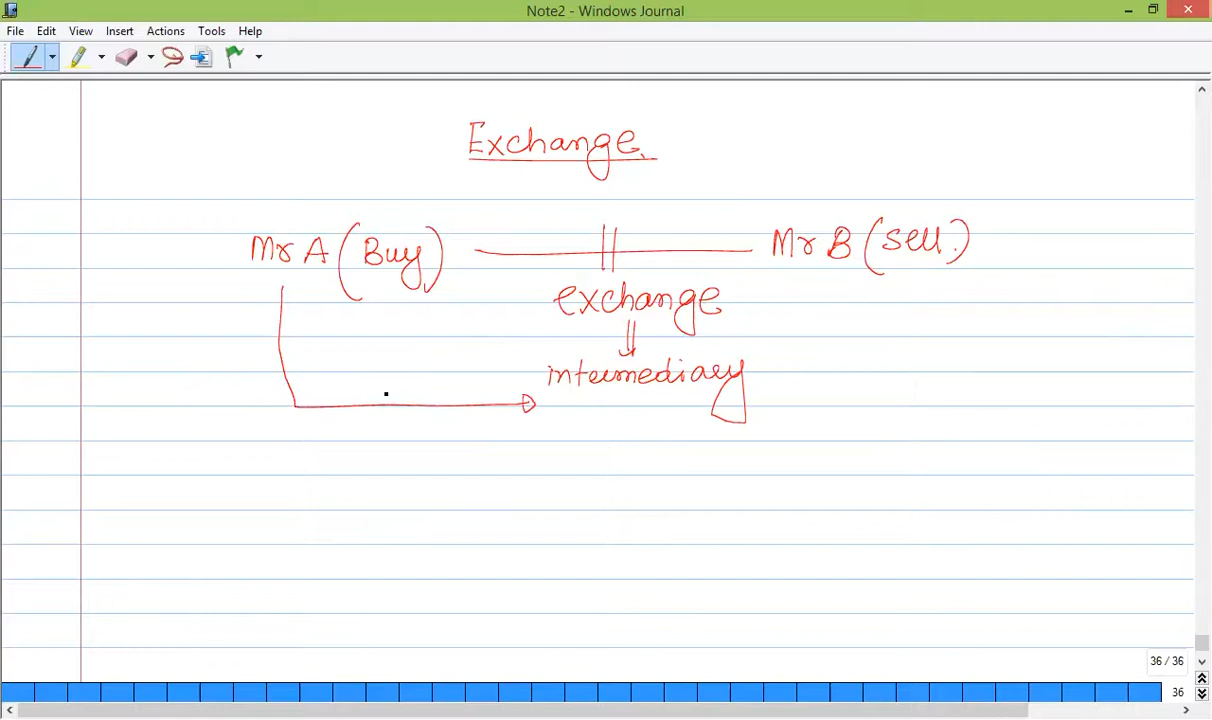 Note2 - Windows Journal
File Edit View Insert Actions Tools Help
Exchange
Mr A (Buy) Mr B (Sell.)
exchange
intermediary
36 / 36
36